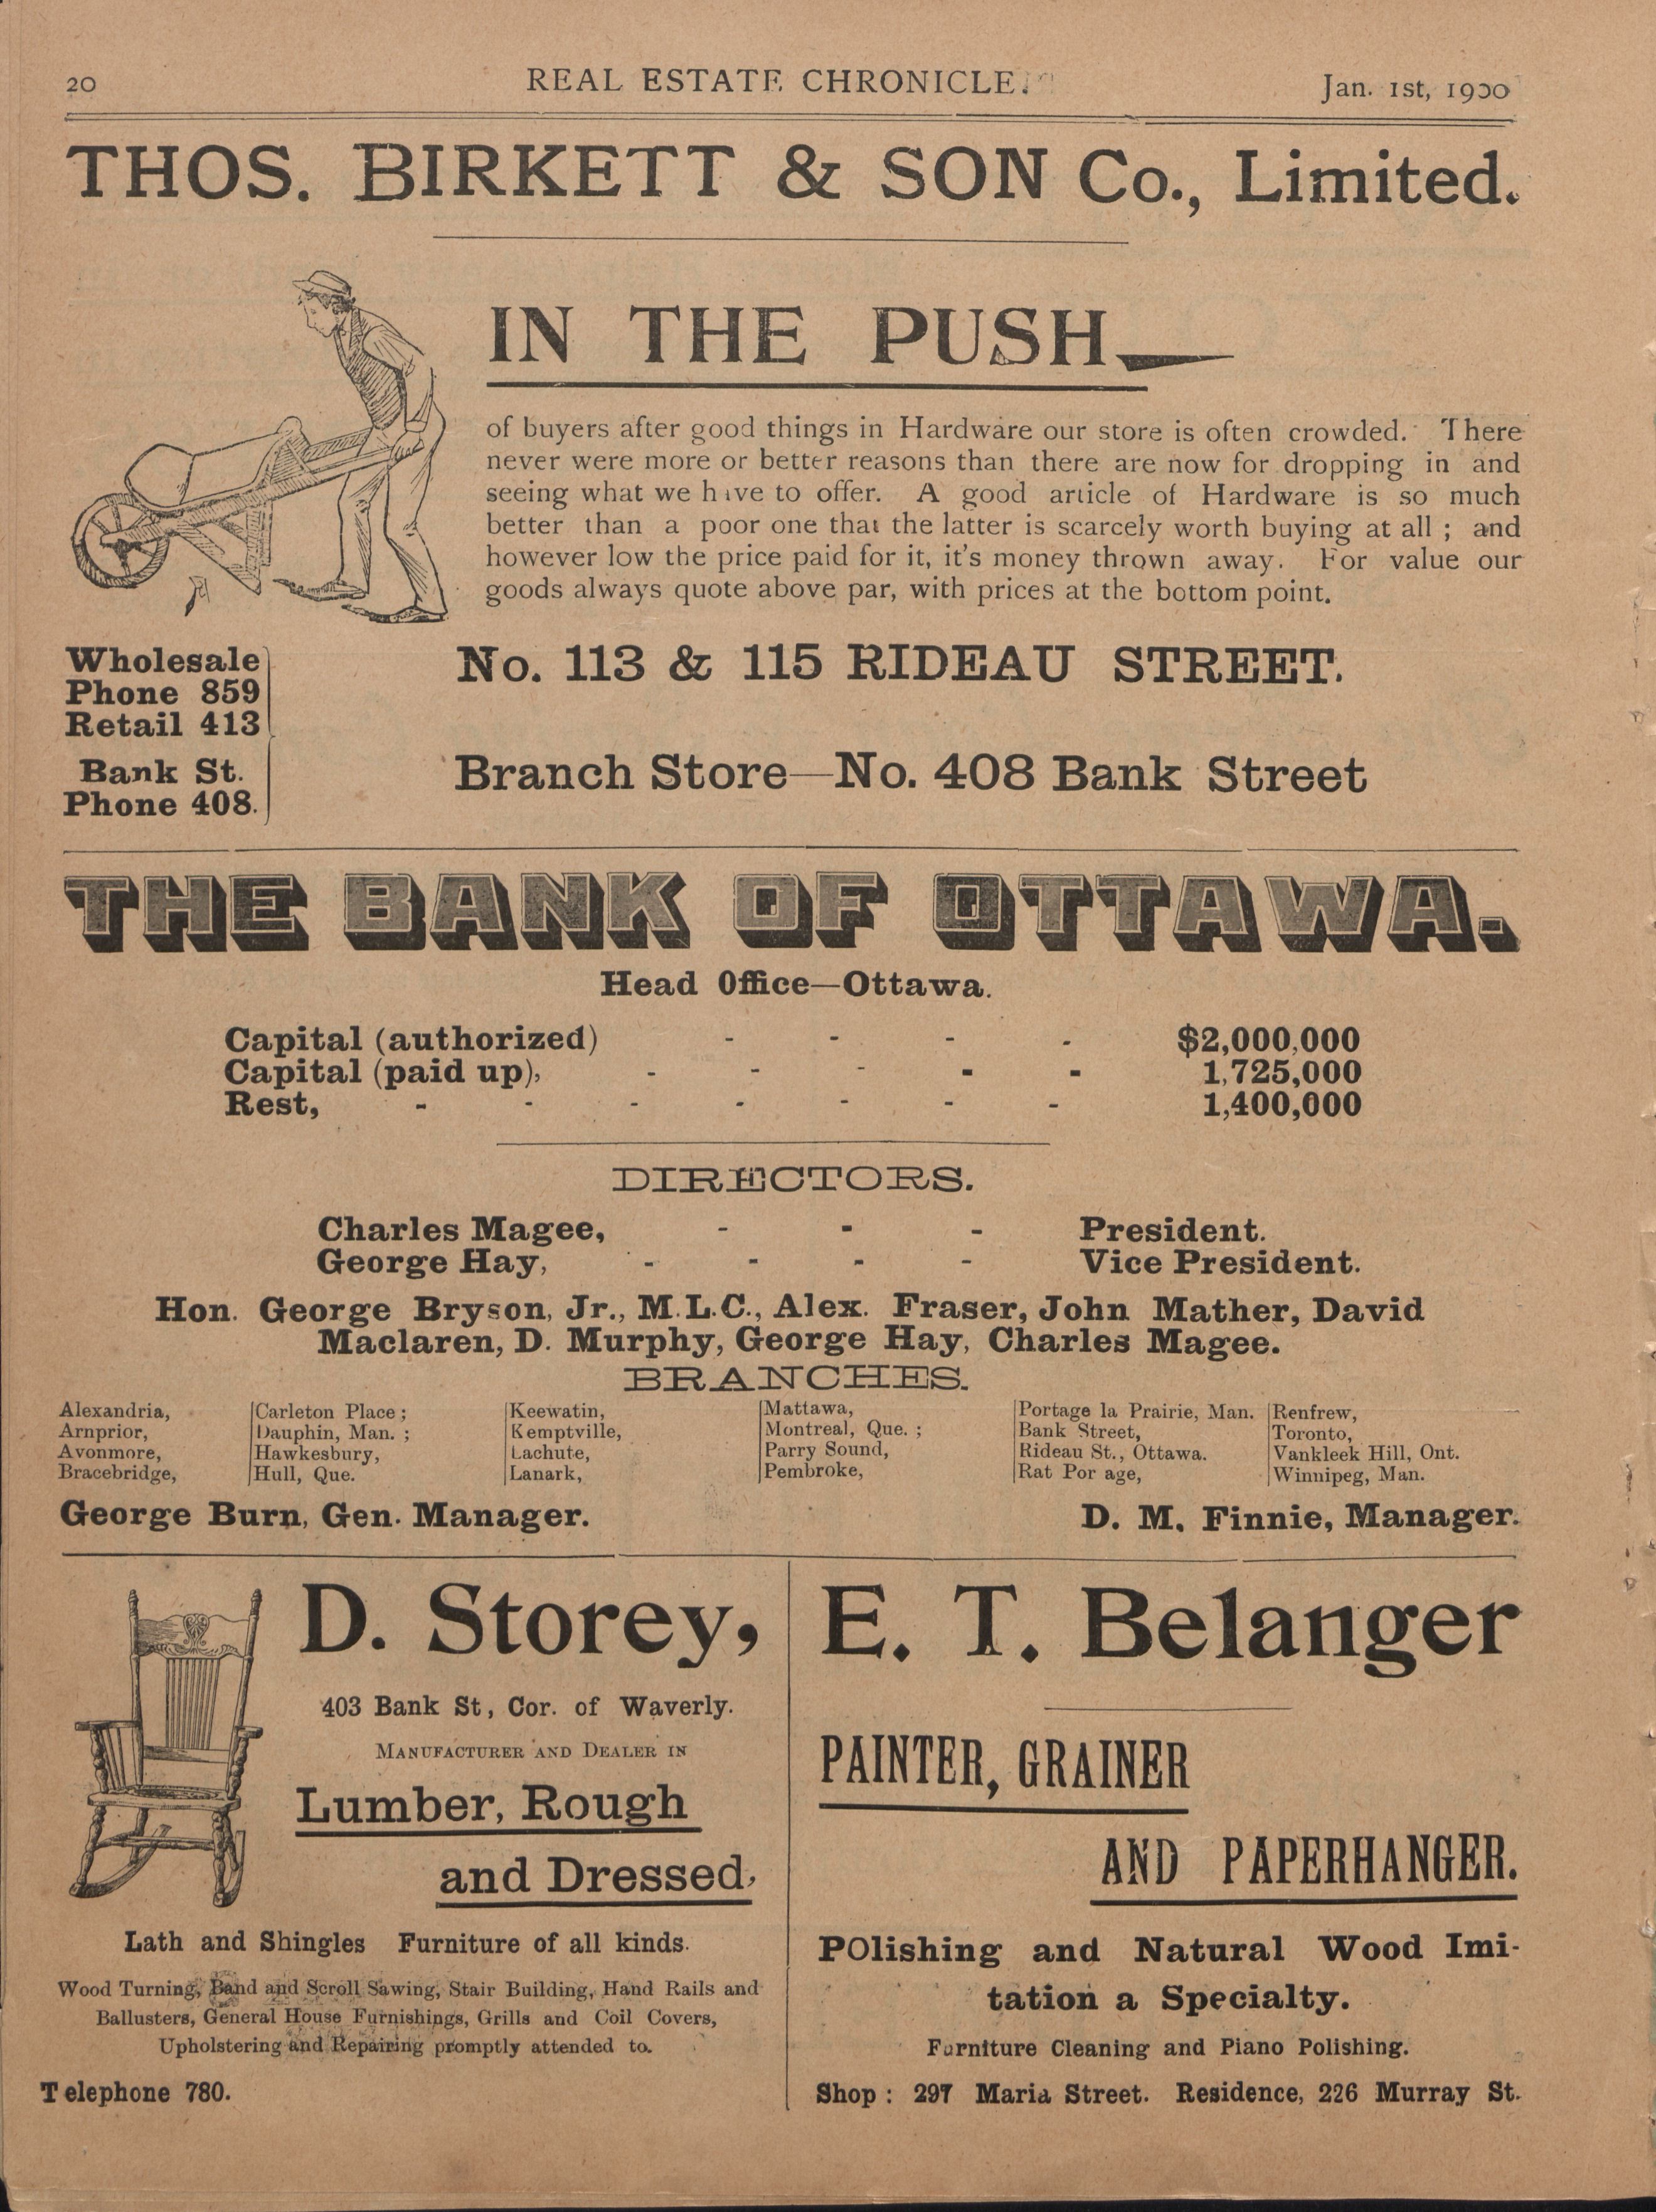 20
REAL ESTATE CHRONICLE.
Jan. 1st, 1900
THOS. BIRKETT & SON Co., Limited.
IN THE PUSH
of buyers after good things in Hardware our store is often crowded. There
never were more or better reasons than there are now for dropping in and
seeing what we have to offer. A good article of Hardware is so much
better than a poor one that the latter is scarcely worth buying at all ; and
however low the price paid for it, it's money thrown away. For value our
goods always quote above par, with prices at the bottom point.
Wholesale
Phone 859
Retail 413
Bank St.
Phone 408.
No. 113 & 115 RIDEAU STREET.
Branch Store—No. 408 Bank Street
THE BANK OF OTTAWA.
Head Office—Ottawa.
Capital (authorized) - - - - $2,000,000
Capital (paid up), - - - - - 1,725,000
Rest, - - - - - - - 1,400,000
DIRECTORS.
Charles Magee, - - - President.
George Hay, - - - - Vice President.
Hon. George Bryson, Jr., M.L.C., Alex. Fraser, John Mather, David
Maclaren, D. Murphy, George Hay, Charles Magee.
BRANCHES.
Alexandria,
Arnprior,
Avonmore,
Bracebridge,
Carleton Place ;
Dauphin, Man. ;
Hawkesbury,
Hull, Que.
Keewatin,
Kemptville,
Lachute,
Lanark,
Mattawa,
Montreal, Que. ;
Parry Sound,
Pembroke,
Portage la Prairie, Man.
Bank Street,
Rideau St., Ottawa.
Rat Por age,
Renfrew,
Toronto,
Vankleek Hill, Ont.
Winnipeg, Man.
George Burn, Gen. Manager.
D. M. Finnie, Manager.
D. Storey,
403 Bank St, Cor. of Waverly.
MANUFACTURER AND DEALER IN
Lumber, Rough
and Dressed,
Lath and Shingles Furniture of all kinds.
Wood Turning, Band and Scroll Sawing, Stair Building, Hand Rails and
Ballusters, General House Furnishings, Grills and Coil Covers,
Upholstering and Repairing promptly attended to.
Telephone 780.
E. T. Belanger
PAINTER, GRAINER
AND PAPERHANGER.
POlishing and Natural Wood Imi-
tation a Specialty.
Furniture Cleaning and Piano Polishing.
Shop : 297 Maria Street. Residence, 226 Murray St.